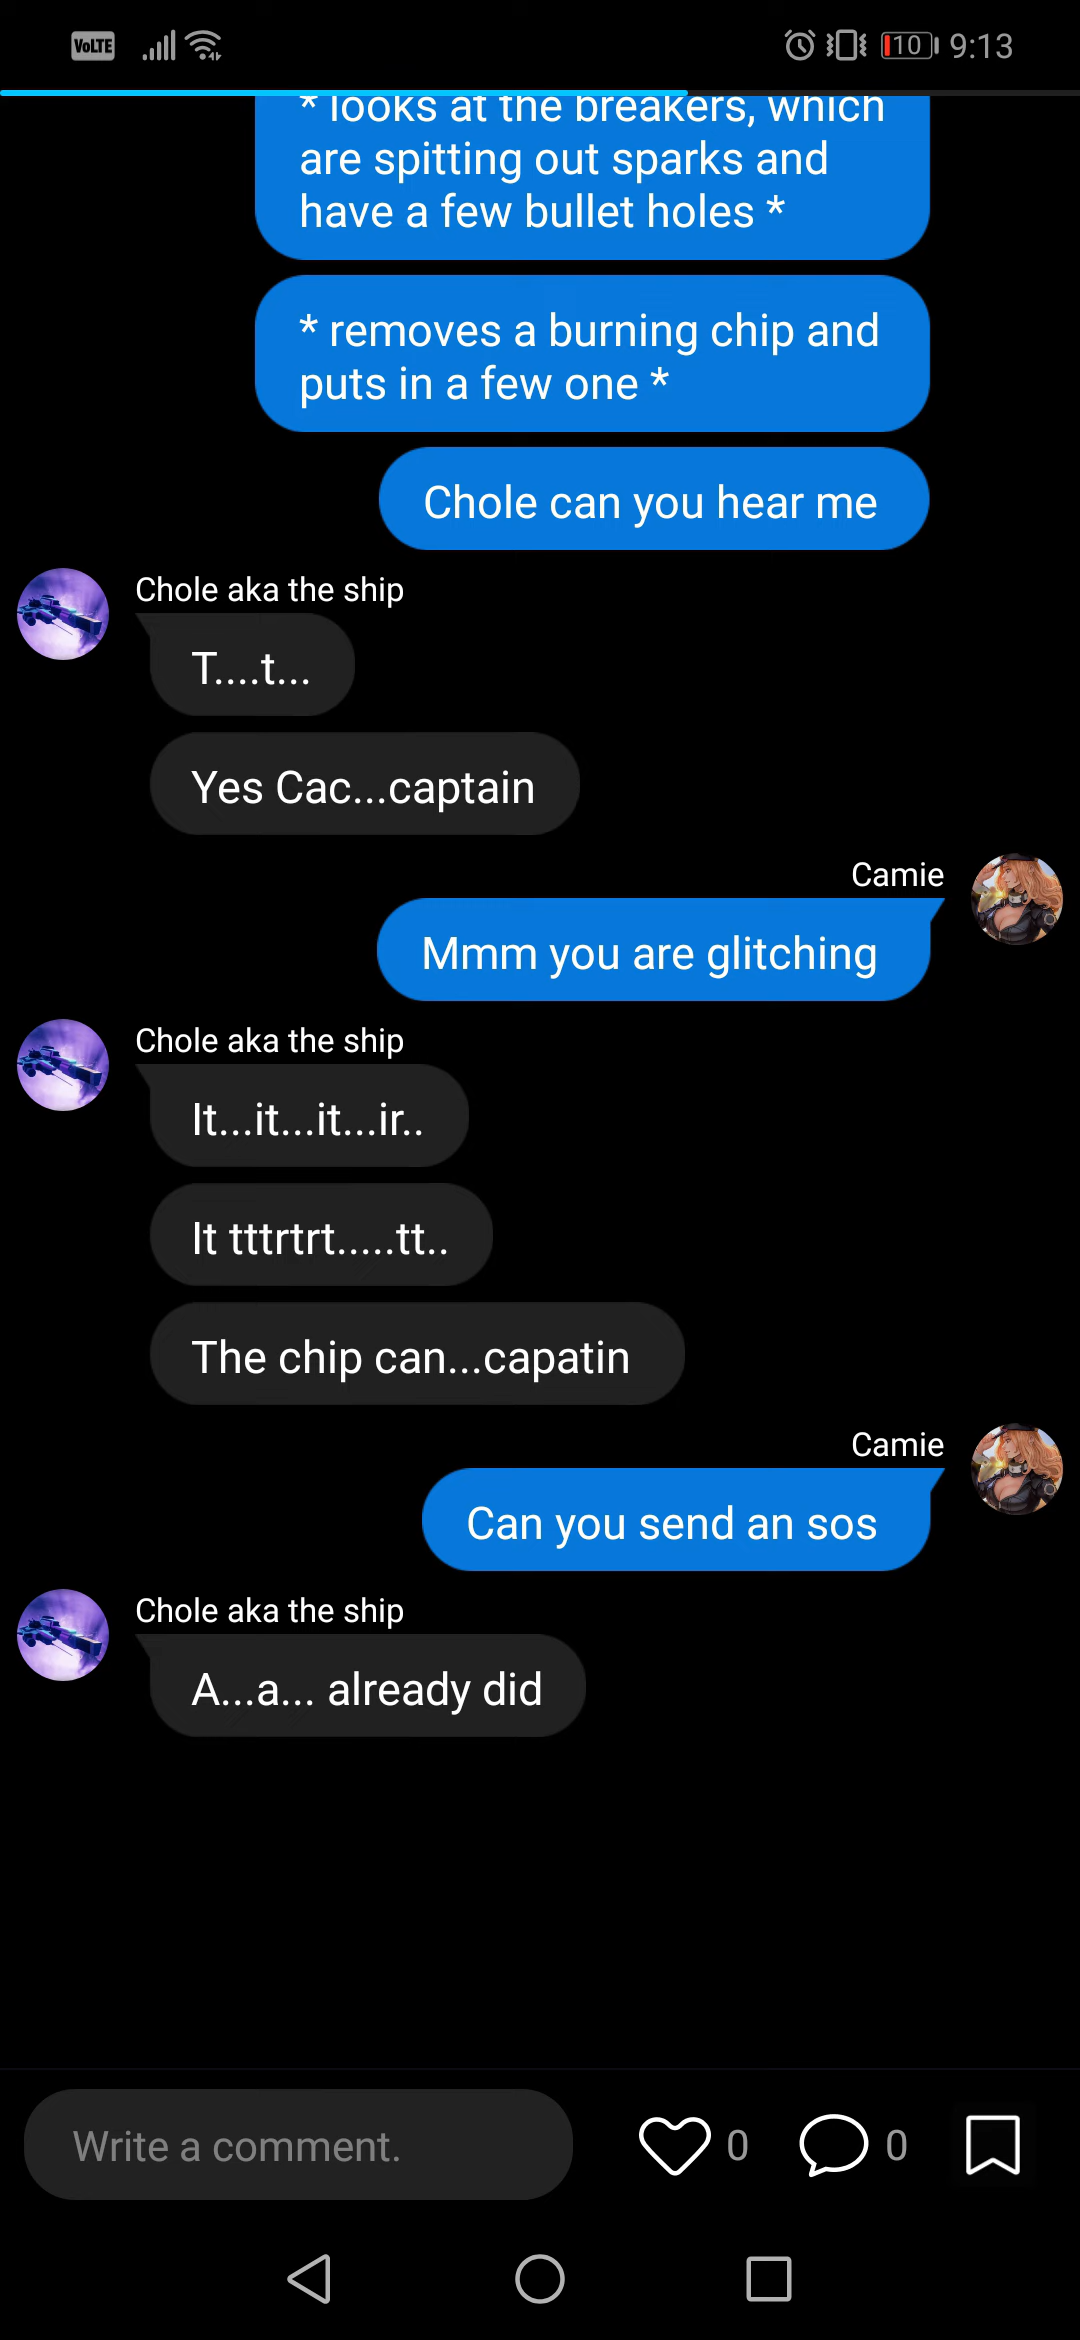 VoLTE
10
9:13
* looks at the breakers, which
are spitting out sparks and
have a few bullet holes *
* removes a burning chip and
puts in a few one *
Chole can you hear me
Chole aka the ship
T....t...
Yes Cac...captain
Camie
Mmm you are glitching
Chole aka the ship
It...it...it...ir..
It tttrtrt.....tt..
The chip can...capatin
Camie
Can you send an sos
Chole aka the ship
A...a... already did
Write a comment.
0
0